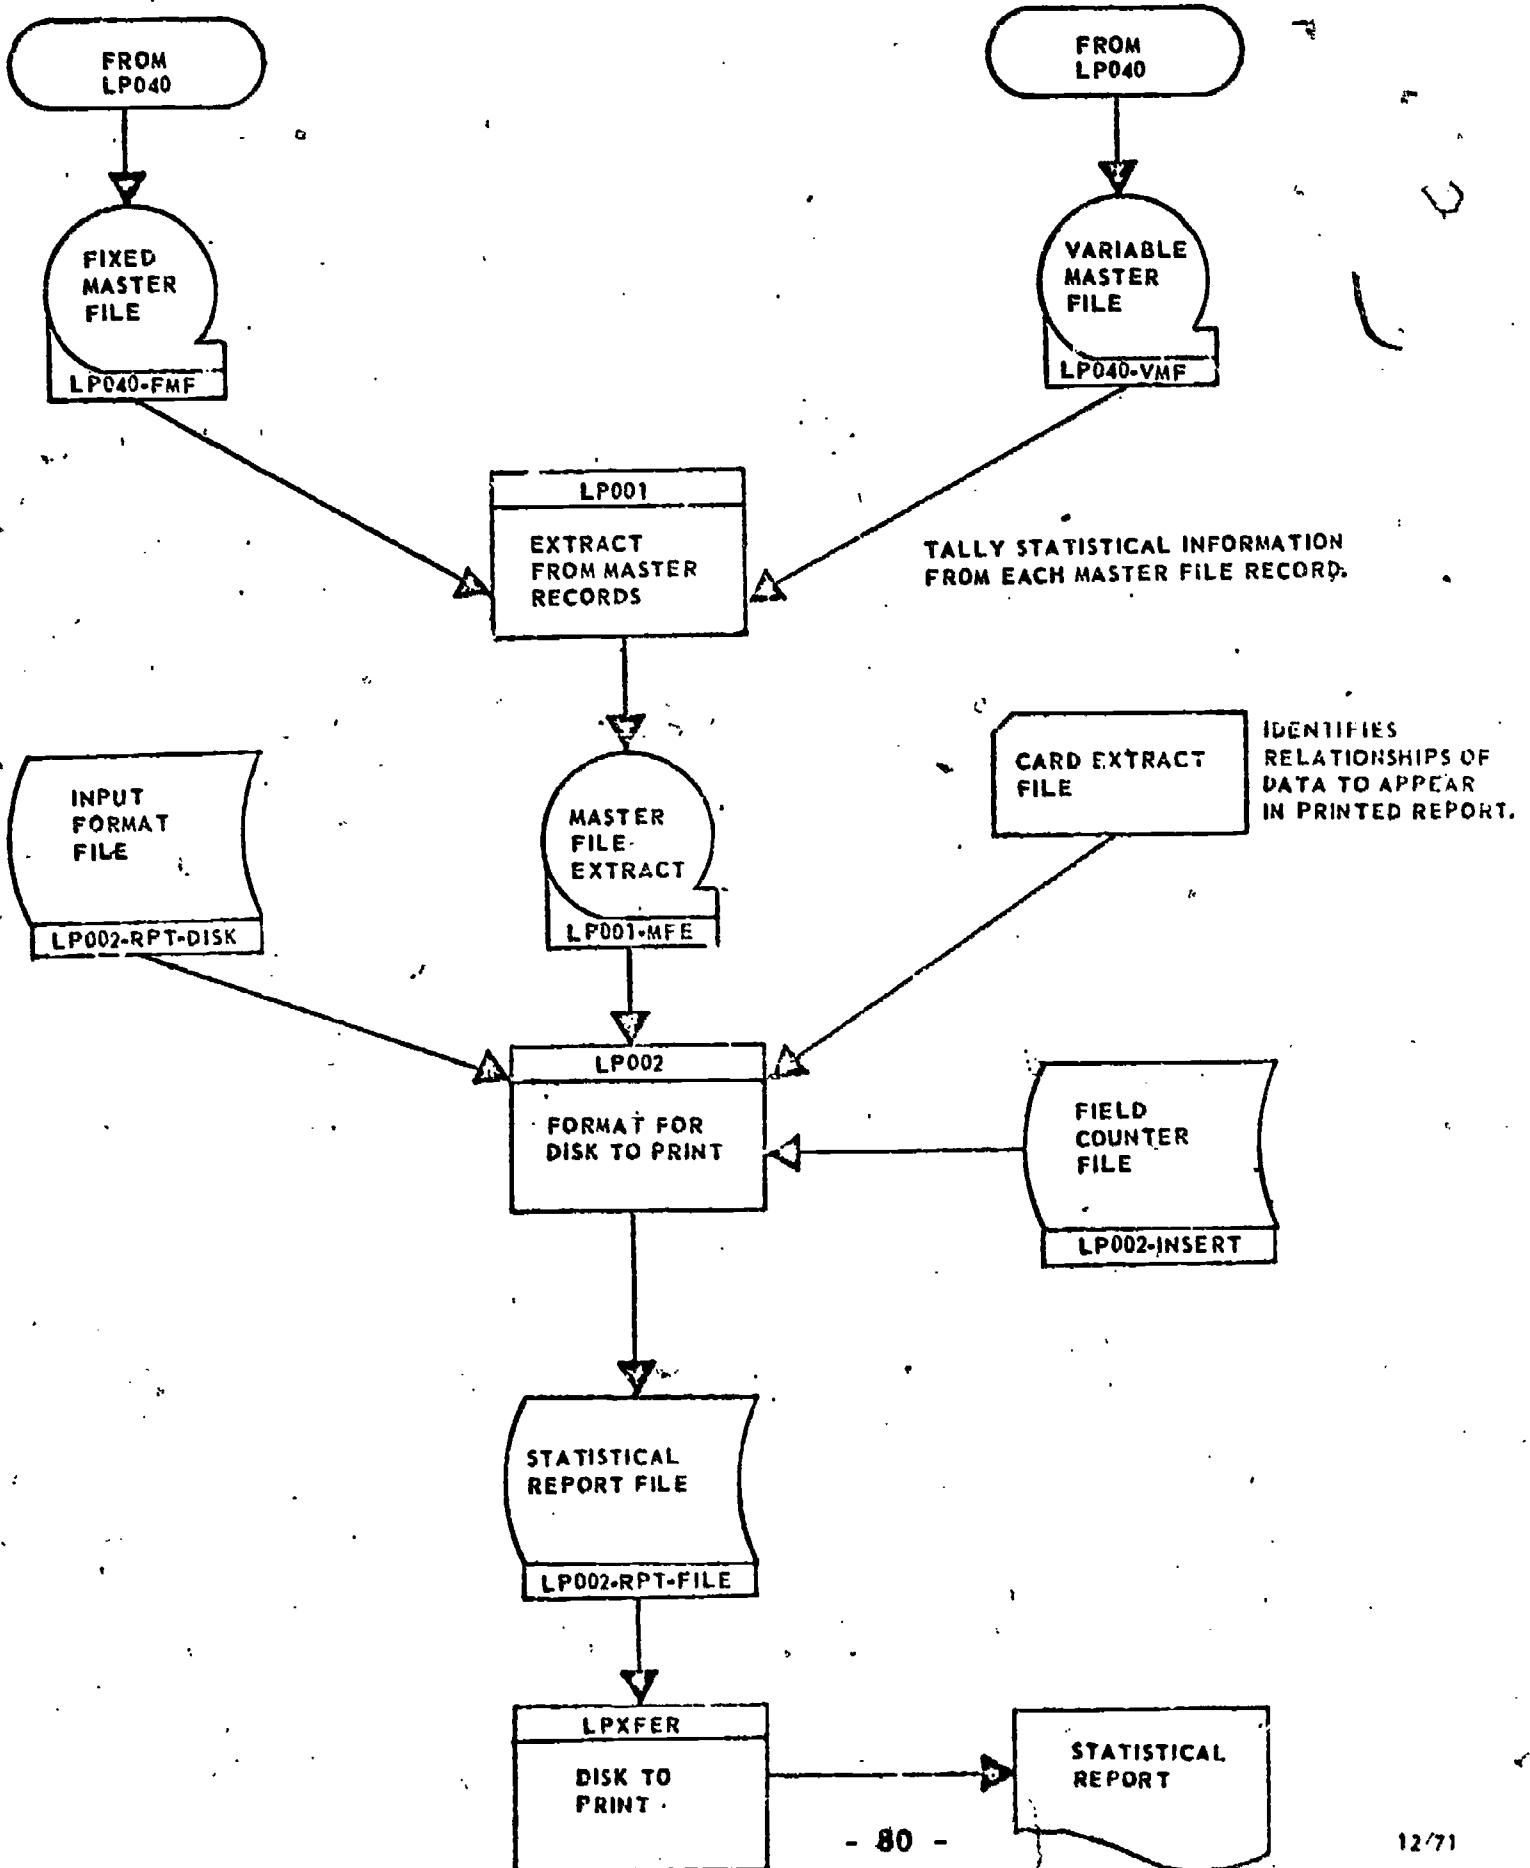 FROM
LP040
FROM
LP040
FIXED
MASTER
FILE
LP040-FMF
VARIABLE
MASTER
FILE
LP040-VMF
LP001
EXTRACT
FROM MASTER
RECORDS
TALLY STATISTICAL INFORMATION
FROM EACH MASTER FILE RECORD.
INPUT
FORMAT
FILE
LP002-RPT-DISK
MASTER
FILE
EXTRACT
LP001-MFE
CARD EXTRACT
FILE
IDENTIFIES
RELATIONSHIPS OF
DATA TO APPEAR
IN PRINTED REPORT.
LP002
FORMAT FOR
DISK TO PRINT
FIELD
COUNTER
FILE
LP002-INSERT
STATISTICAL
REPORT FILE
LP002-RPT-FILE
LPXFER
DISK TO
PRINT
STATISTICAL
REPORT
- 80 -
12/71